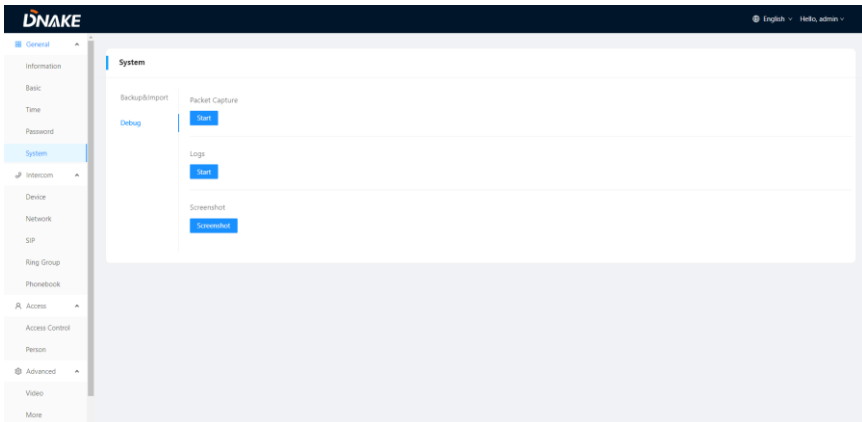 DNAKE
English
Hello, admin
General
Information
Basic
Time
Password
System
Intercom
Device
Network
SIP
Ring Group
Phonebook
Access
Access Control
Person
Advanced
Video
More
System
Backup&Import
Debug
Packet Capture
Start
Logs
Start
Screenshot
Screenshot